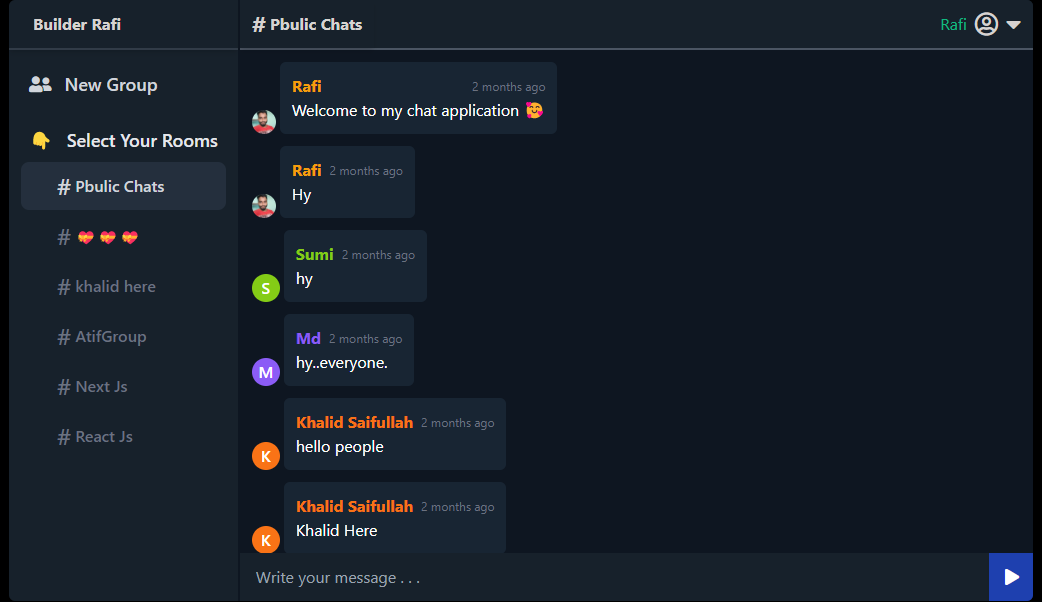 Builder Rafi
# Pbulic Chats
Rafi
New Group
👇 Select Your Rooms
# Pbulic Chats
# 💝 💝 💝
# khalid here
# AtifGroup
# Next Js
# React Js
Rafi 2 months ago
Welcome to my chat application 🥰
Rafi 2 months ago
Hy
Sumi 2 months ago
hy
S
Md 2 months ago
hy..everyone.
M
Khalid Saifullah 2 months ago
hello people
K
Khalid Saifullah 2 months ago
Khalid Here
K
Write your message . . .